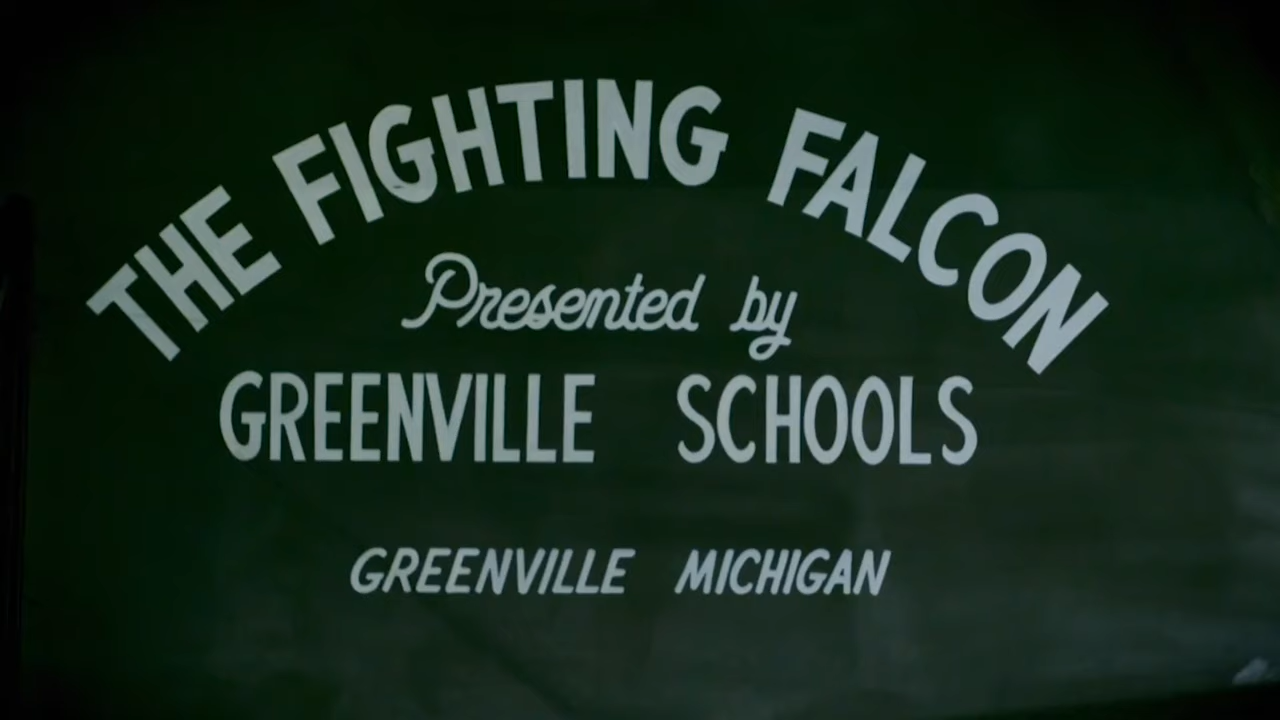 THE FIGHTING FALCON
Presented by
GREENVILLE SCHOOLS
GREENVILLE MICHIGAN